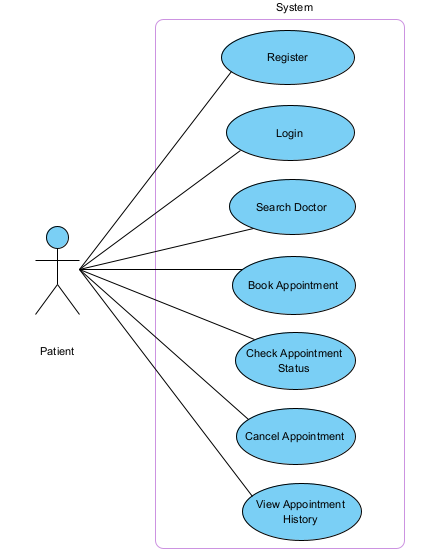 System
Register
Login
Search Doctor
Book Appointment
Check Appointment
Status
Patient
Cancel Appointment
View Appointment
History